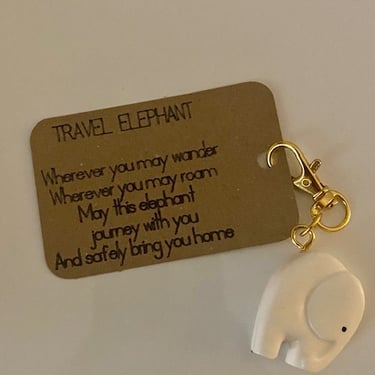 TRAVEL ELEPHANT
Wherever you may wander
Wherever you may roam
May this elephant
journey with you
And safely bring you home